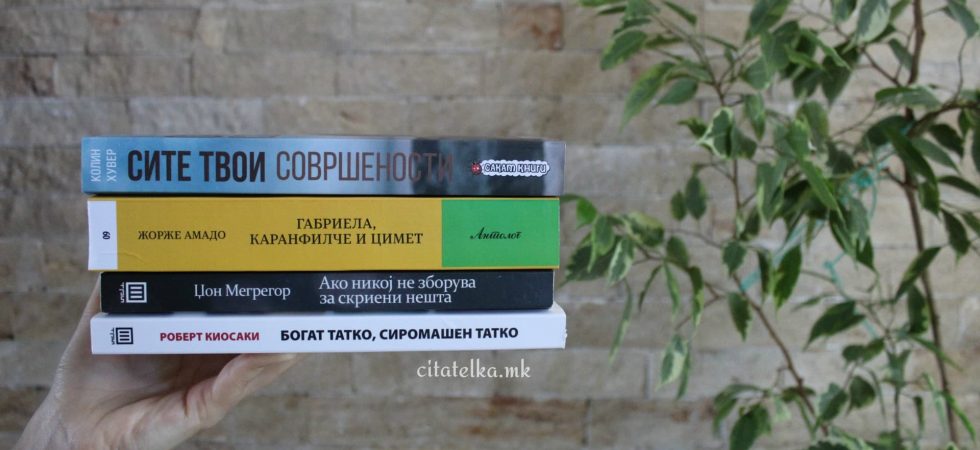 КОЛИН
ХУВЕР
СИТЕ ТВОИ СОВРШЕНОСТИ
САКАМ КНИГИ
09
ЖОРЖЕ АМАДО
ГАБРИЕЛА,
КАРАНФИЛЧЕ И ЦИМЕТ
Антолог
Џон Мегрегор
Ако никој не зборува
за скриени нешта
РОБЕРТ КИОСАКИ
БОГАТ ТАТКО, СИРОМАШЕН ТАТКО
citatelka.mk